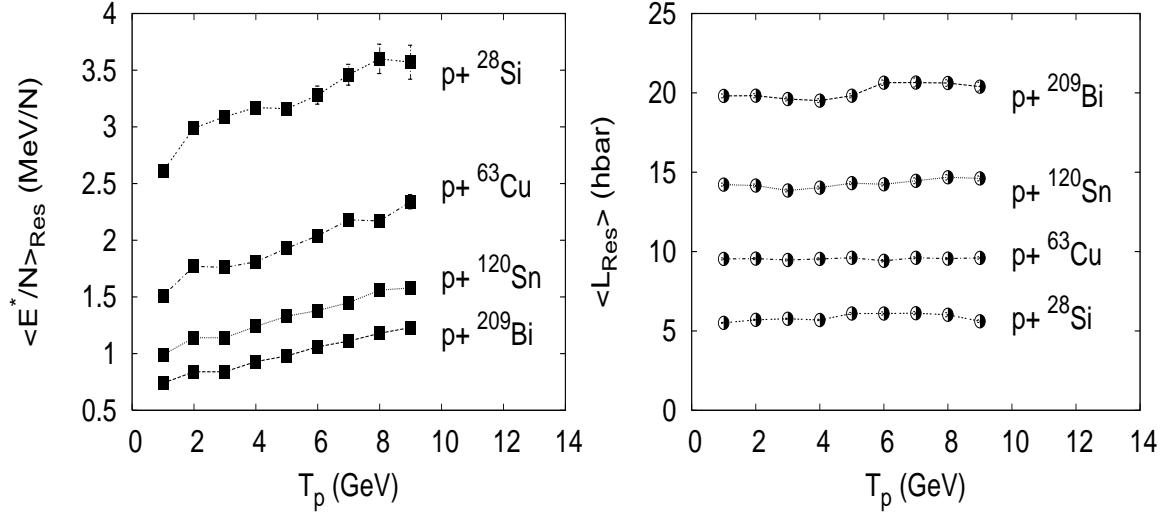 <E*/N>Res (MeV/N)
4
3.5
3
2.5
2
1.5
1
0.5
0 2 4 6 8 10 12 14
Tp (GeV)
p+ 28Si
p+ 63Cu
p+ 120Sn
p+ 209Bi
<LRes> (hbar)
25
20
15
10
5
0
0 2 4 6 8 10 12 14
Tp (GeV)
p+ 209Bi
p+ 120Sn
p+ 63Cu
p+ 28Si